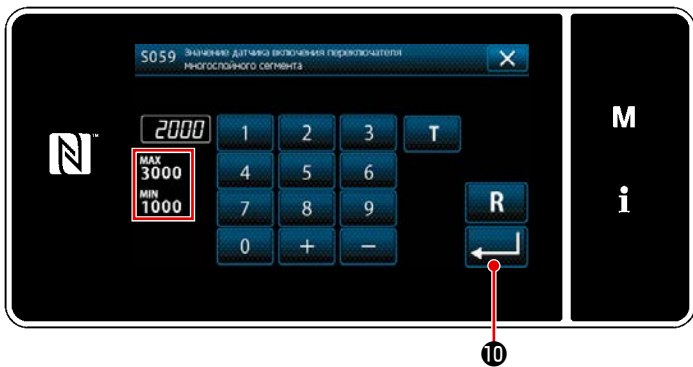 S059 Значение датчика включения переключателя
многослойного сегмента
X
2000
1 2 3 T
MAX
3000
4 5 6
MIN
1000
7 8 9 R
0 + −
M
i
N
⓾